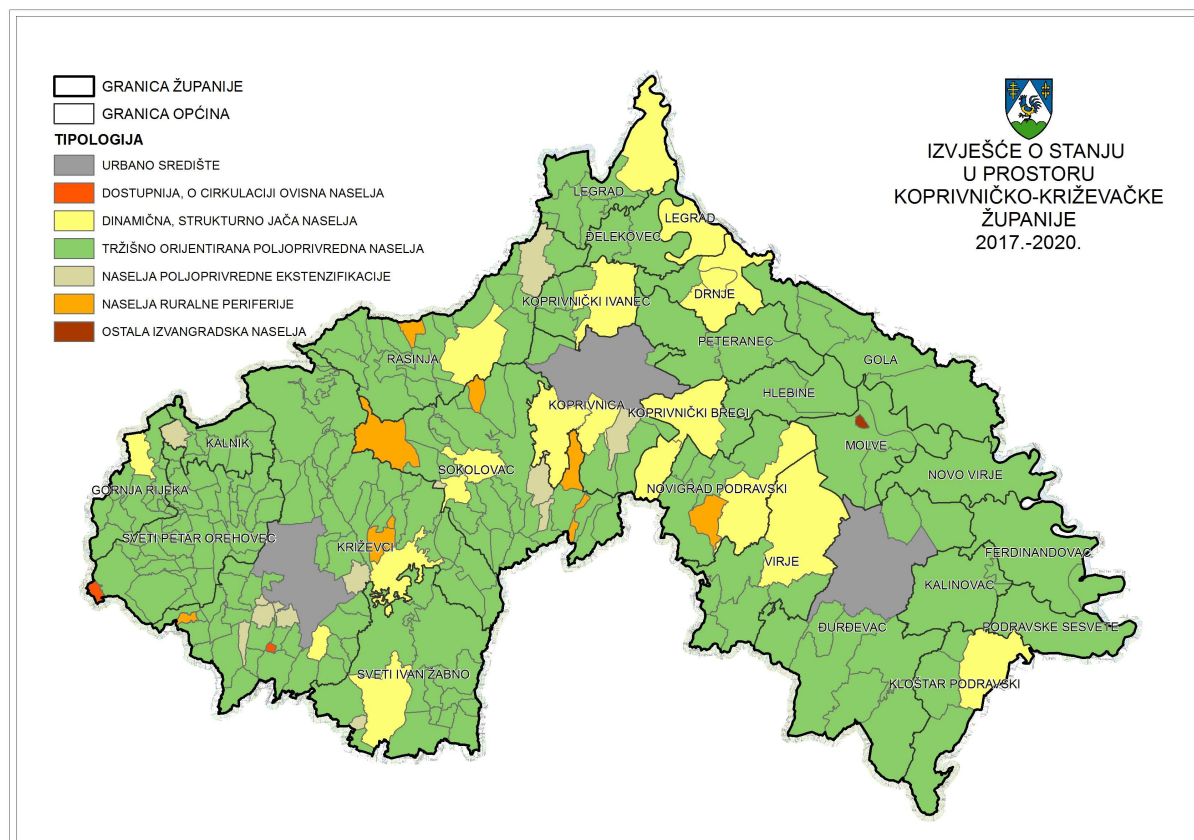 GRANICA ŽUPANIJE
GRANICA OPĆINA
TIPOLOGIJA
URBANO SREDIŠTE
DOSTUPNIJA, O CIRKULACIJI OVISNA NASELJA
DINAMIČNA, STRUKTURNO JAČA NASELJA
TRŽIŠNO ORIJENTIRANA POLJOPRIVREDNA NASELJA
NASELJA POLJOPRIVREDNE EKSTENZIFIKACIJE
NASELJA RURALNE PERIFERIJE
OSTALA IZVANGRADSKA NASELJA
IZVJEŠĆE O STANJU
U PROSTORU
KOPRIVNIČKO-KRIŽEVAČKE
ŽUPANIJE
2017.-2020.
LEGRAD
LEGRAD
ĐELEKOVEC
DRNJE
KOPRIVNIČKI IVANEC
PETERANEC
RASINJA
GOLA
HLEBINE
KOPRIVNICA
KOPRIVNIČKI BREGI
MOLVE
KALNIK
SOKOLOVAC
NOVO VIRJE
GORNJA RIJEKA
NOVIGRAD PODRAVSKI
SVETI PETAR OREHOVEC
KRIŽEVCI
FERDINANDOVAC
VIRJE
KALINOVAC
ĐURĐEVAC
PODRAVSKE SESVETE
SVETI IVAN ŽABNO
KLOŠTAR PODRAVSKI